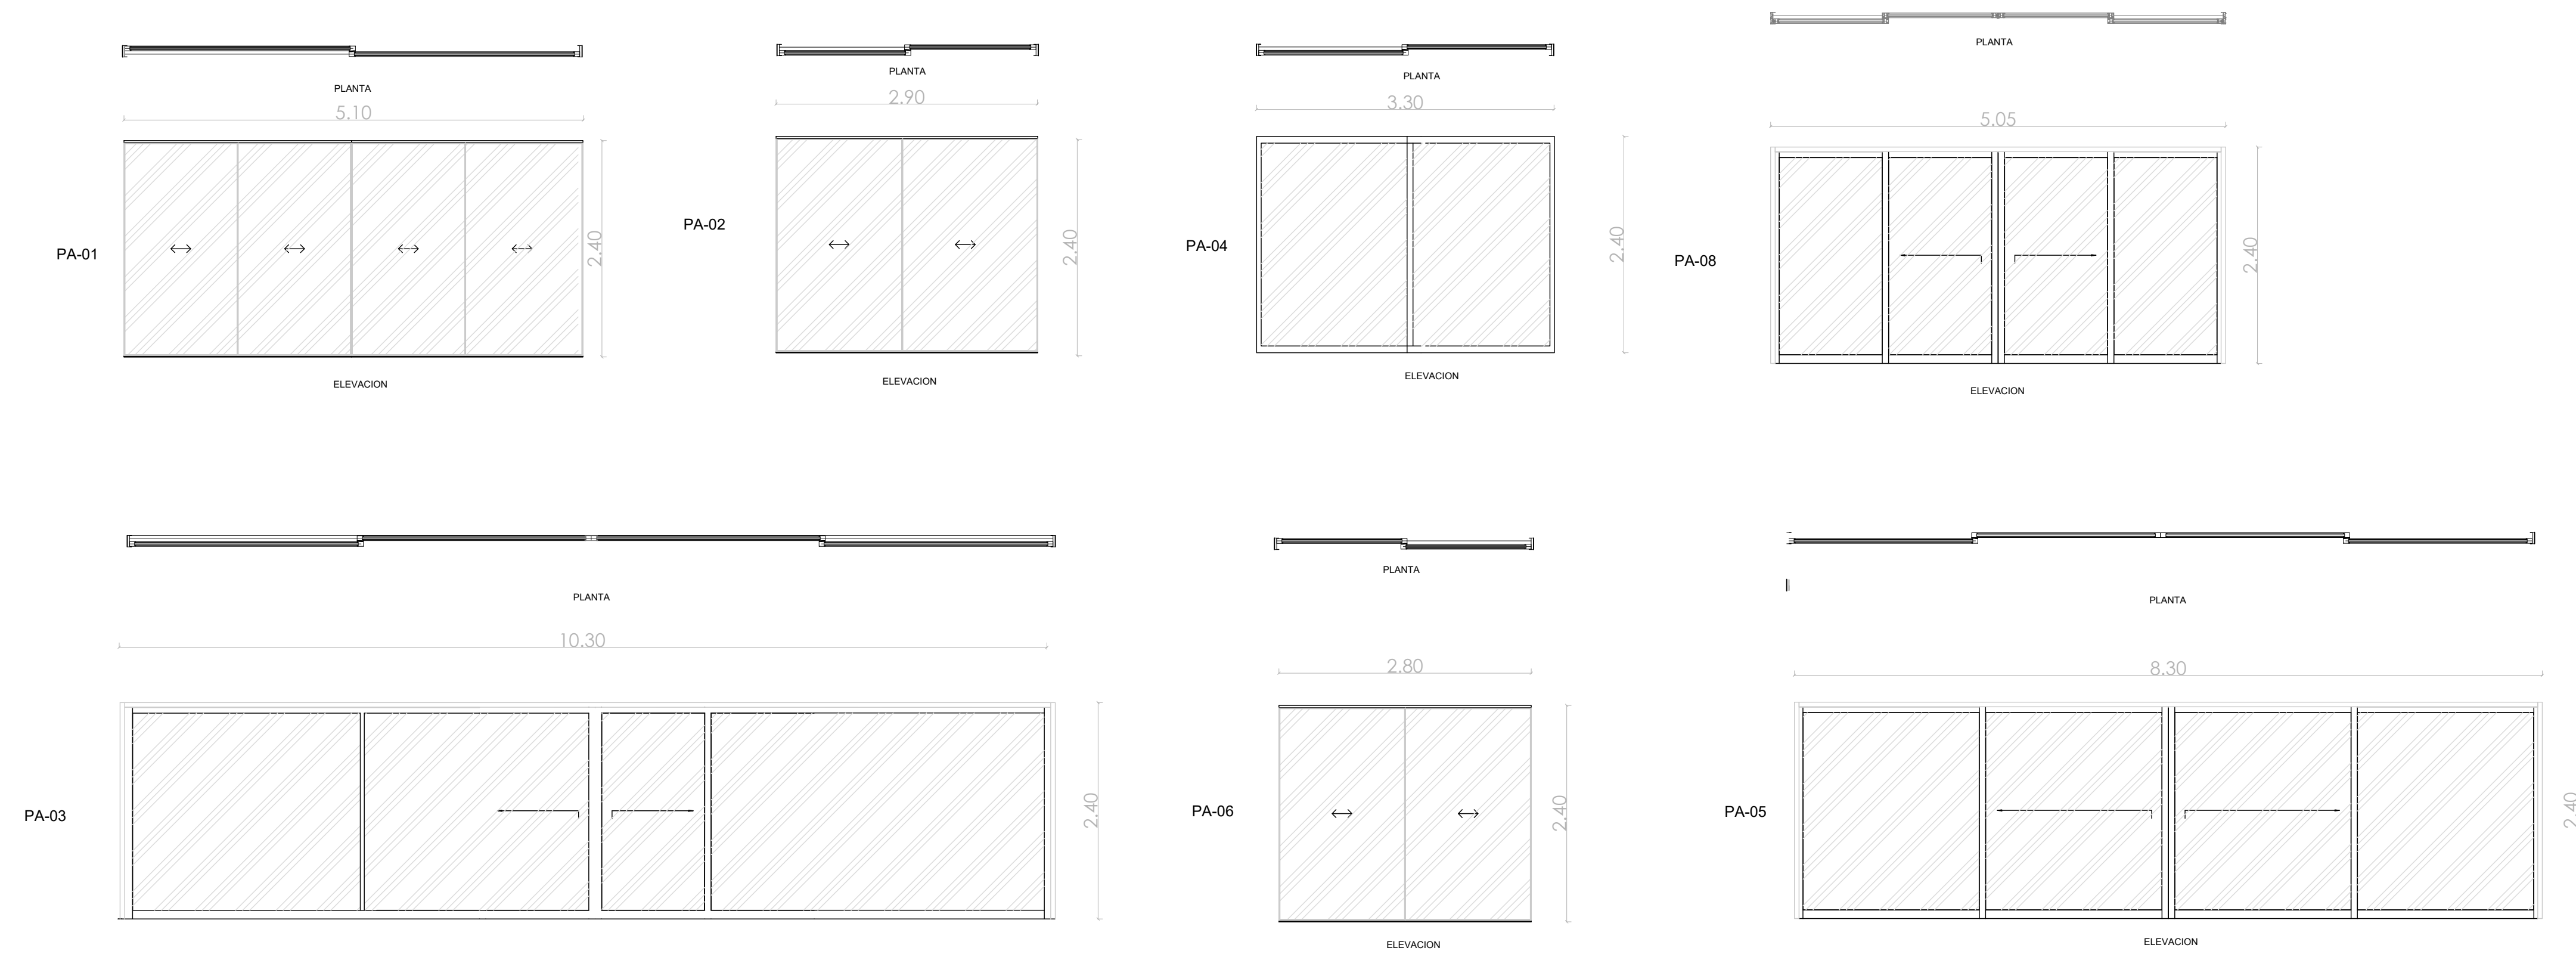 PLANTA
5.10
PA-01
2.40
ELEVACION
PLANTA
2.90
PA-02
2.40
ELEVACION
PLANTA
3.30
PA-04
2.40
ELEVACION
PLANTA
5.05
PA-08
2.40
ELEVACION
PLANTA
10.30
PA-03
2.40
PLANTA
2.80
PA-06
2.40
ELEVACION
PLANTA
8.30
PA-05
2.40
ELEVACION